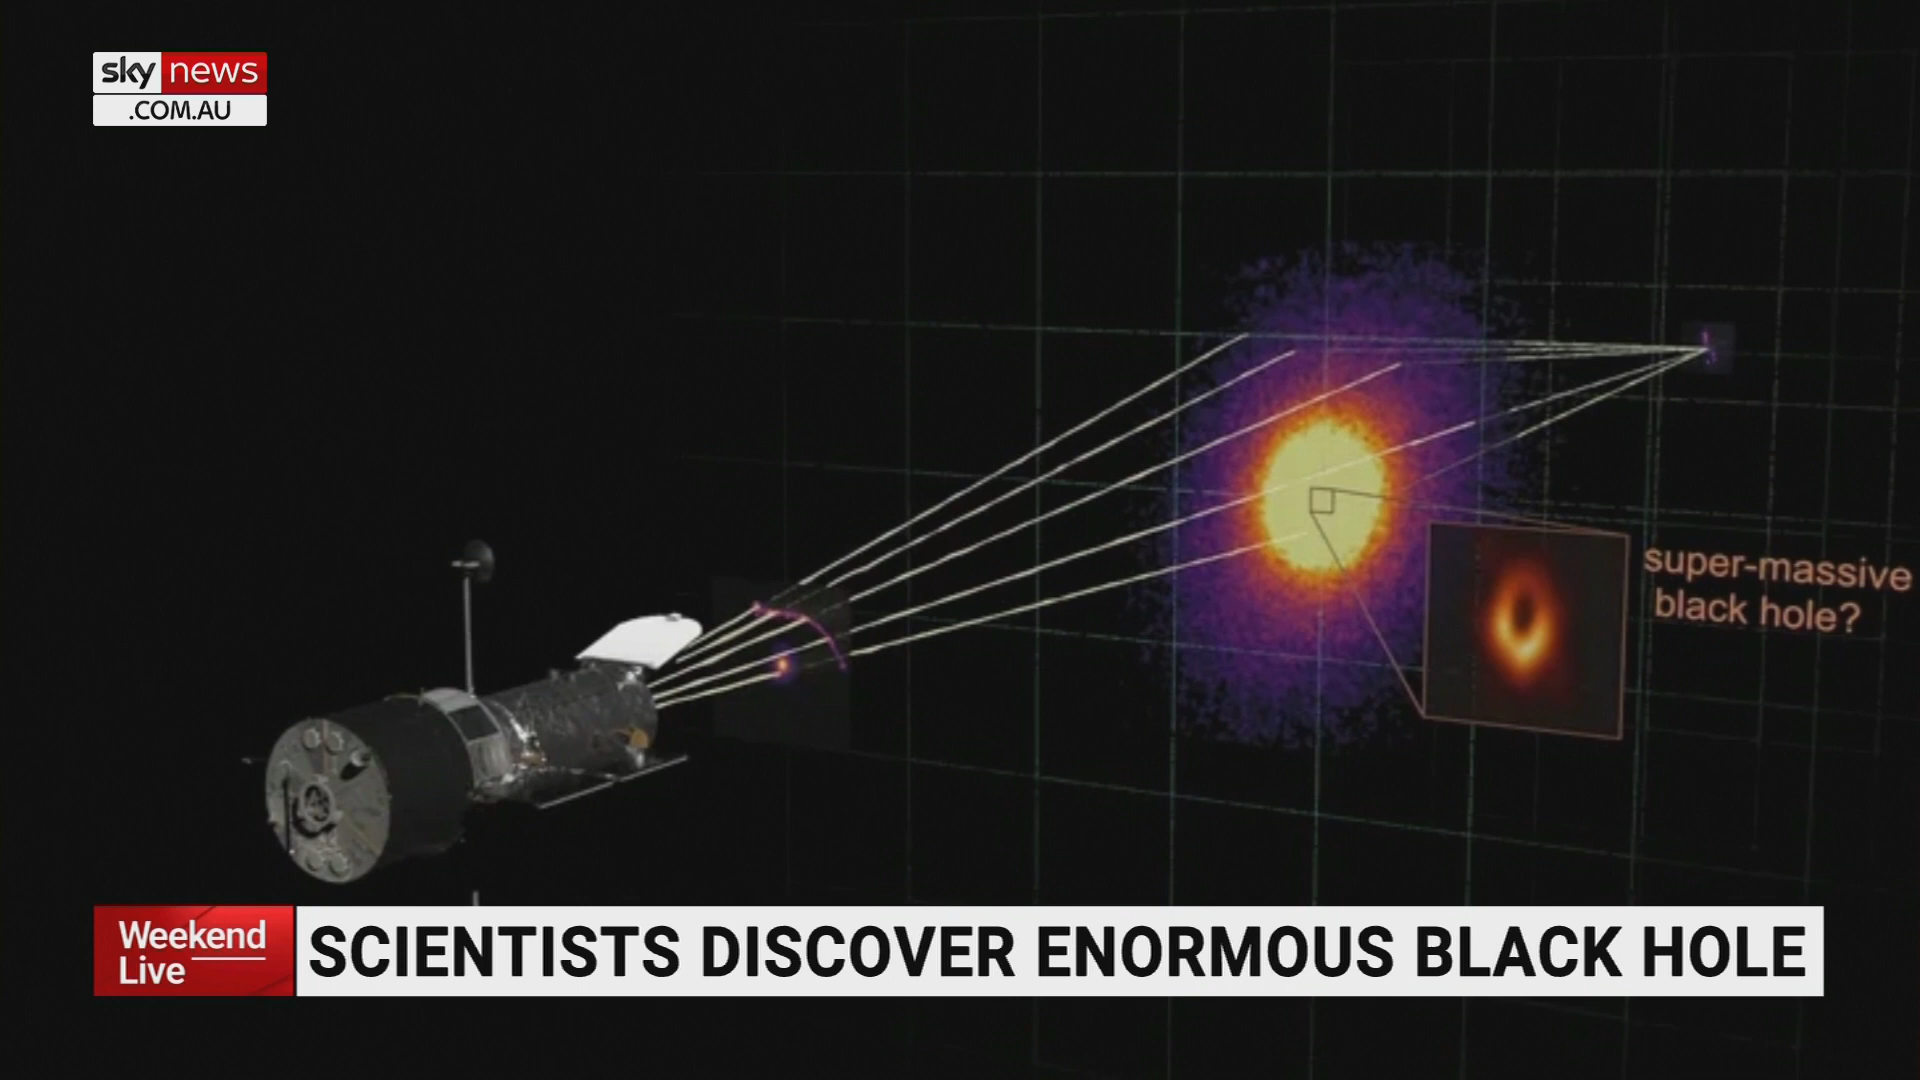 sky news
.COM.AU
super-massive
black hole?
Weekend
Live
SCIENTISTS DISCOVER ENORMOUS BLACK HOLE